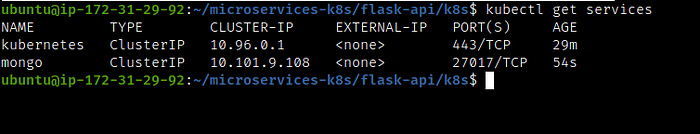 ubuntu@ip-172-31-29-92:~/microservices-k8s/flask-api/k8s$ kubectl get services
NAME         TYPE        CLUSTER-IP     EXTERNAL-IP   PORT(S)     AGE
kubernetes   ClusterIP   10.96.0.1      <none>        443/TCP     29m
mongo        ClusterIP   10.101.9.108   <none>        27017/TCP   54s
ubuntu@ip-172-31-29-92:~/microservices-k8s/flask-api/k8s$